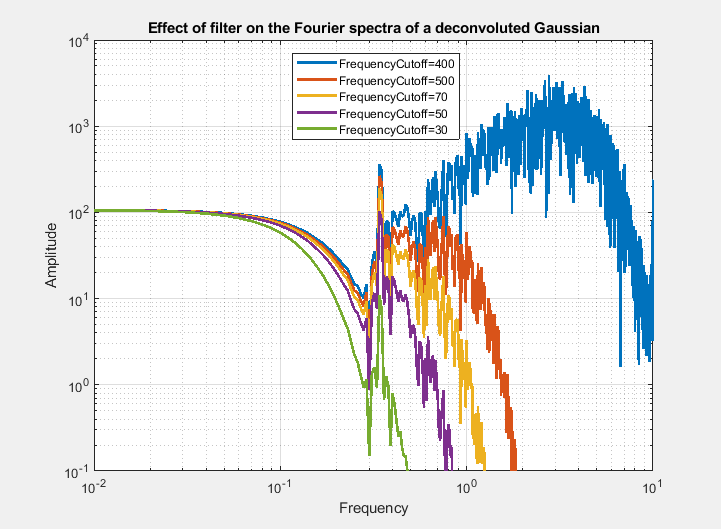 Effect of filter on the Fourier spectra of a deconvoluted Gaussian
10^4
FrequencyCutoff=400
FrequencyCutoff=500
FrequencyCutoff=70
FrequencyCutoff=50
FrequencyCutoff=30
10^3
10^2
Amplitude
10^1
10^0
10^-1
10^-2
10^-1
10^0
10^1
Frequency